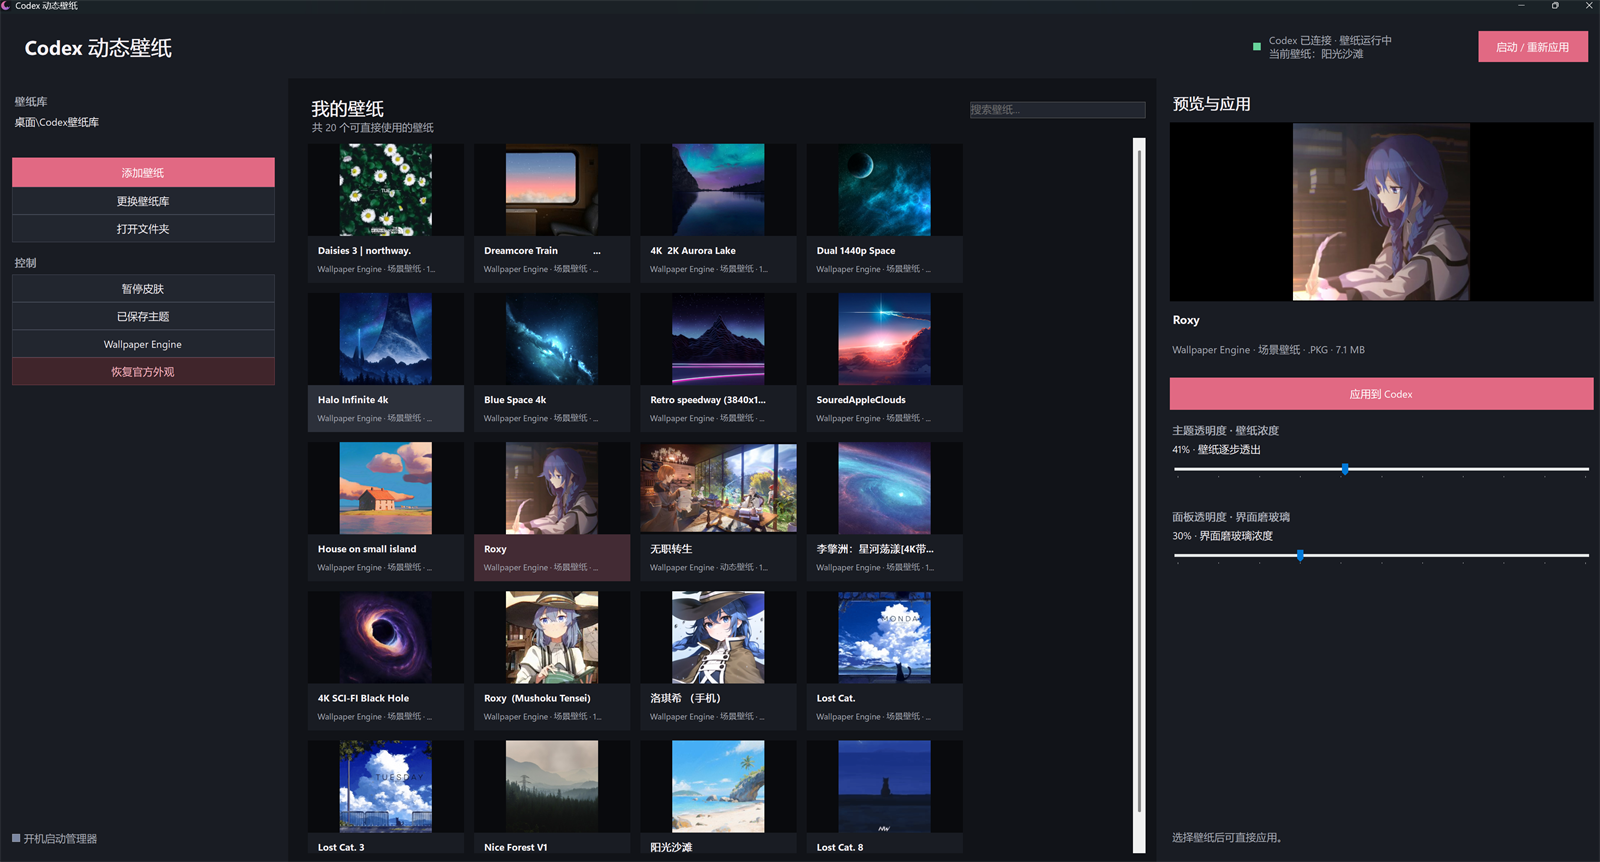 Codex 动态壁纸
Codex 动态壁纸
Codex 已连接 · 壁纸运行中
当前壁纸：阳光沙滩
启动 / 重新应用
壁纸库
桌面\Codex壁纸库
添加壁纸
更换壁纸库
打开文件夹
控制
暂停皮肤
已保存主题
Wallpaper Engine
恢复官方外观
开机启动管理器
我的壁纸
共 20 个可直接使用的壁纸
搜索壁纸...
Daisies 3 | northway.
Wallpaper Engine · 场景壁纸 · 1...
Dreamcore Train ...
Wallpaper Engine · 场景壁纸 · ...
4K 2K Aurora Lake
Wallpaper Engine · 场景壁纸 · 1...
Dual 1440p Space
Wallpaper Engine · 场景壁纸 · ...
Halo Infinite 4k
Wallpaper Engine · 场景壁纸 · ...
Blue Space 4k
Wallpaper Engine · 场景壁纸 · ...
Retro speedway (3840x1...
Wallpaper Engine · 场景壁纸 · ...
SouredAppleClouds
Wallpaper Engine · 场景壁纸 · ...
House on small island
Wallpaper Engine · 场景壁纸 · ...
Roxy
Wallpaper Engine · 场景壁纸 · ...
无职转生
Wallpaper Engine · 动态壁纸 · 1...
李擎洲：星河荡漾[4K带...
Wallpaper Engine · 场景壁纸 · 1...
4K SCI-FI Black Hole
Wallpaper Engine · 场景壁纸 · ...
Roxy (Mushoku Tensei)
Wallpaper Engine · 场景壁纸 · 1...
洛琪希 （手机）
Wallpaper Engine · 场景壁纸 · ...
MONDAY
Lost Cat.
Wallpaper Engine · 场景壁纸 · ...
TUESDAY
Lost Cat. 3
Nice Forest V1
阳光沙滩
Lost Cat. 8
预览与应用
Roxy
Wallpaper Engine · 场景壁纸 · .PKG · 7.1 MB
应用到 Codex
主题透明度 · 壁纸浓度
41% · 壁纸逐步透出
面板透明度 · 界面磨玻璃
30% · 界面磨玻璃浓度
选择壁纸后可直接应用。